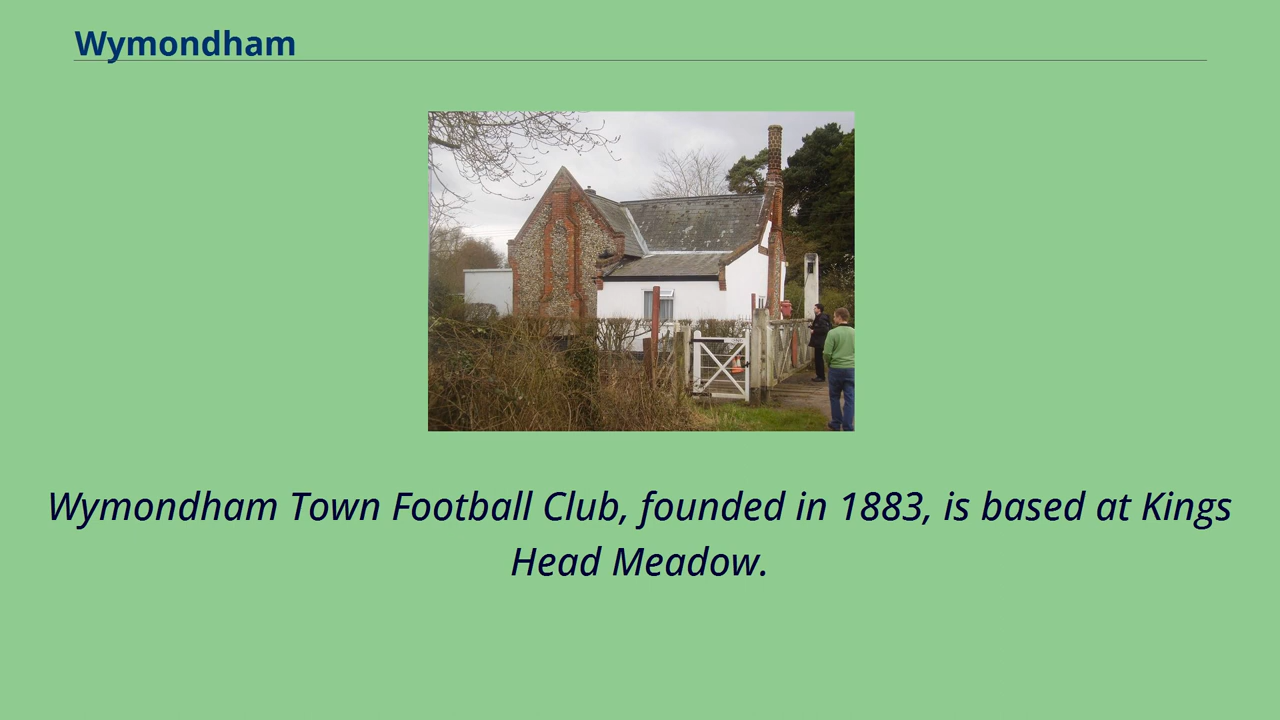 Wymondham
Wymondham Town Football Club, founded in 1883, is based at Kings
Head Meadow.